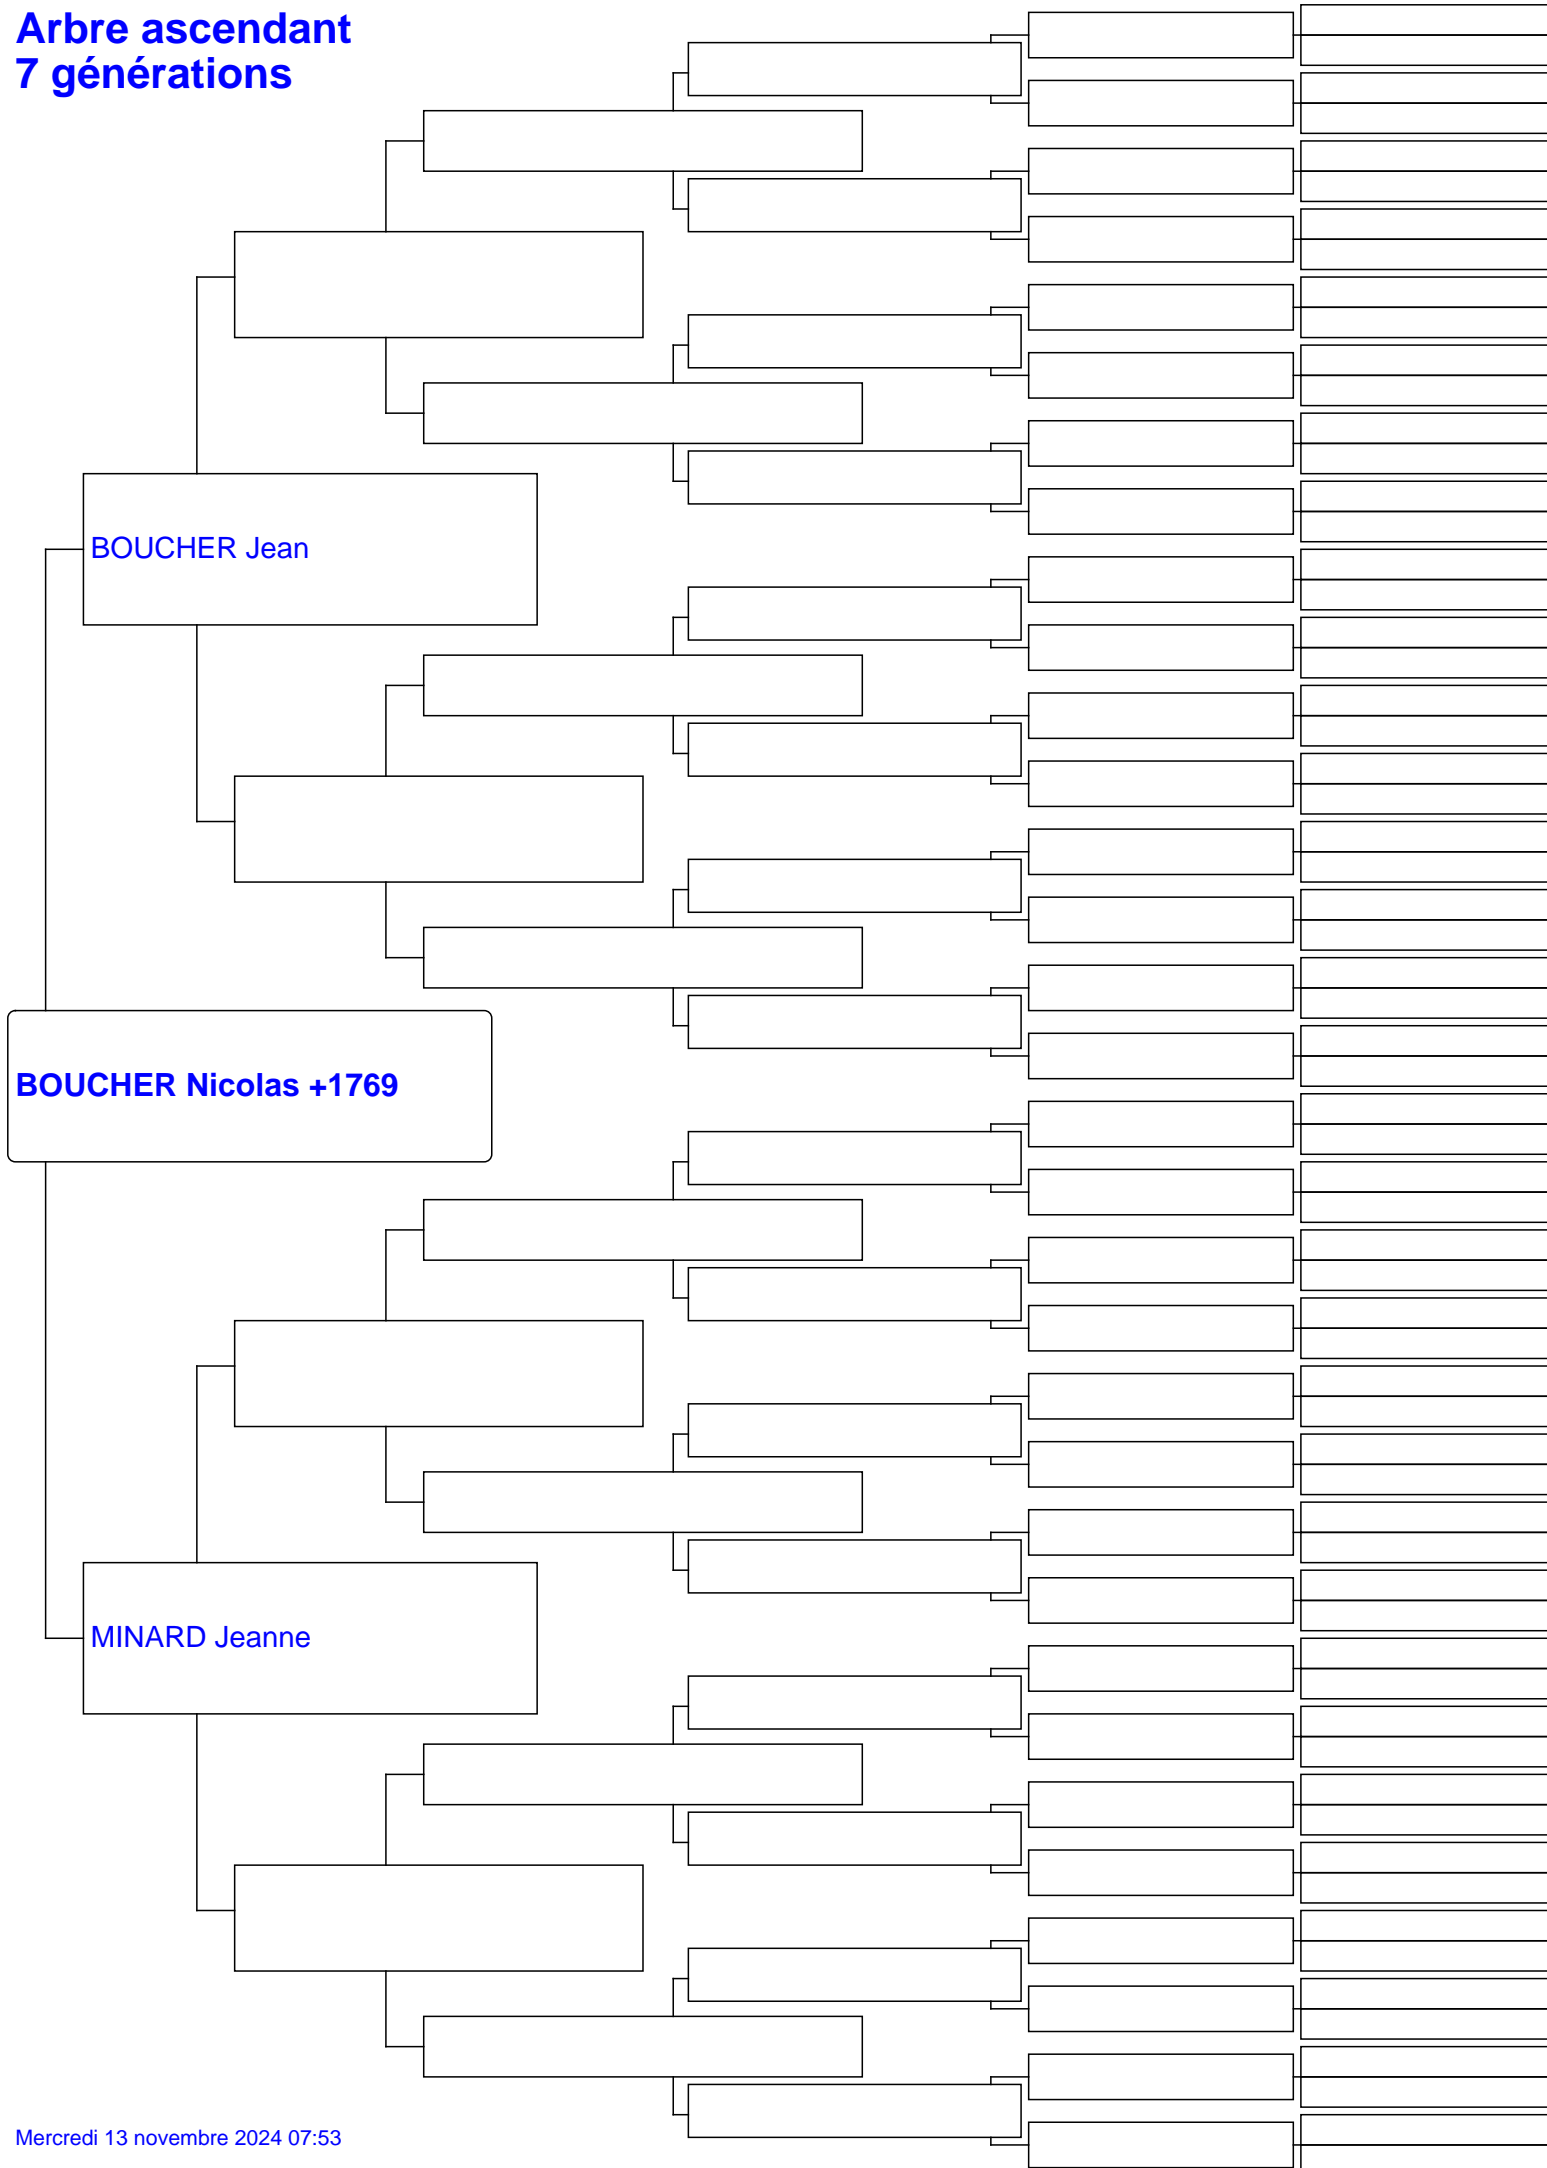 Arbre ascendant
7 générations
BOUCHER Jean
BOUCHER Nicolas +1769
MINARD Jeanne
Mercredi 13 novembre 2024 07:53